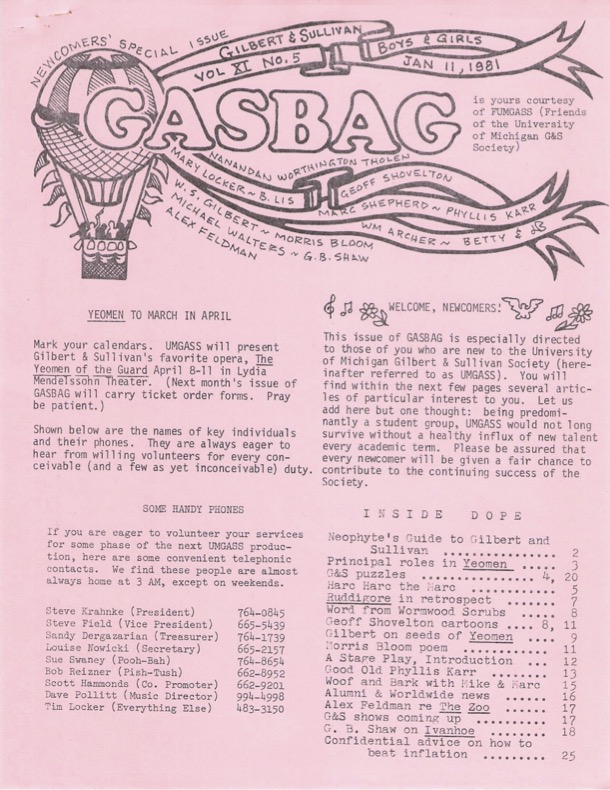 NEWCOMERS' SPECIAL ISSUE
GILBERT & SULLIVAN
BOYS & GIRLS
VOL XI NO. 5
JAN 11, 1981
GASBAG
is yours courtesy
of FUMGASS (Friends
of the University
of Michigan G&S
Society)
NANANDAN WORTHINGTON THOLEN
MARY LOCKER ~ B. LIS
GEOFF SHOVELTON
W. S. GILBERT ~ MORRIS BLOOM
MARC SHEPHERD ~ PHYLLIS KARR
MICHAEL WALTERS ~ G.B. SHAW
WM ARCHER ~ BETTY &
ALEX FELDMAN
YEOMEN TO MARCH IN APRIL
Mark your calendars. UMGASS will present
Gilbert & Sullivan's favorite opera, The
Yeomen of the Guard April 8-11 in Lydia
Mendelssohn Theater. (Next month's issue of
GASBAG will carry ticket order forms. Pray
be patient.)
Shown below are the names of key individuals
and their phones. They are always eager to
hear from willing volunteers for every con-
ceivable (and a few as yet inconceivable) duty.
SOME HANDY PHONES
If you are eager to volunteer your services
for some phase of the next UMGASS produc-
tion, here are some convenient telephonic
contacts. We find these people are almost
always home at 3 AM, except on weekends.
Steve Krahnke (President) 764-0845
Steve Field (Vice President) 665-5439
Sandy Dergazarian (Treasurer) 764-1739
Louise Nowicki (Secretary) 665-2157
Sue Swaney (Pooh-Bah) 764-8654
Bob Reizner (Pish-Tush) 662-8952
Scott Hammonds (Co. Promoter) 662-9201
Dave Pollitt (Music Director) 994-4998
Tim Locker (Everything Else) 483-3150
WELCOME, NEWCOMERS!
This issue of GASBAG is especially directed
to those of you who are new to the University
of Michigan Gilbert & Sullivan Society (here-
inafter referred to as UMGASS). You will
find within the next few pages several artic-
les of particular interest to you. Let us
add here but one thought: being predomi-
nantly a student group, UMGASS would not long
survive without a healthy influx of new talent
every academic term. Please be assured that
every newcomer will be given a fair chance to
contribute to the continuing success of the
Society.
INSIDE DOPE
Neophyte's Guide to Gilbert and
Sullivan .............. 2
Principal roles in Yeomen ..... 3
G&S puzzles ............... 4, 20
Harc Harc the Marc ............ 5
Ruddigore in retrospect ....... 7
Word from Wormwood Scrubs ..... 8
Geoff Shovelton cartoons .... 8, 11
Gilbert on seeds of Yeomen .... 9
Morris Bloom poem ............. 11
A Stage Play, Introduction .... 12
Good Old Phyllis Karr ......... 13
Woof and Bark with Mike & Marc 15
Alumni & Worldwide news ....... 16
Alex Feldman re The Zoo ....... 17
G&S shows coming up ........... 17
G. B. Shaw on Ivanhoe ......... 18
Confidential advice on how to
beat inflation ......... 25